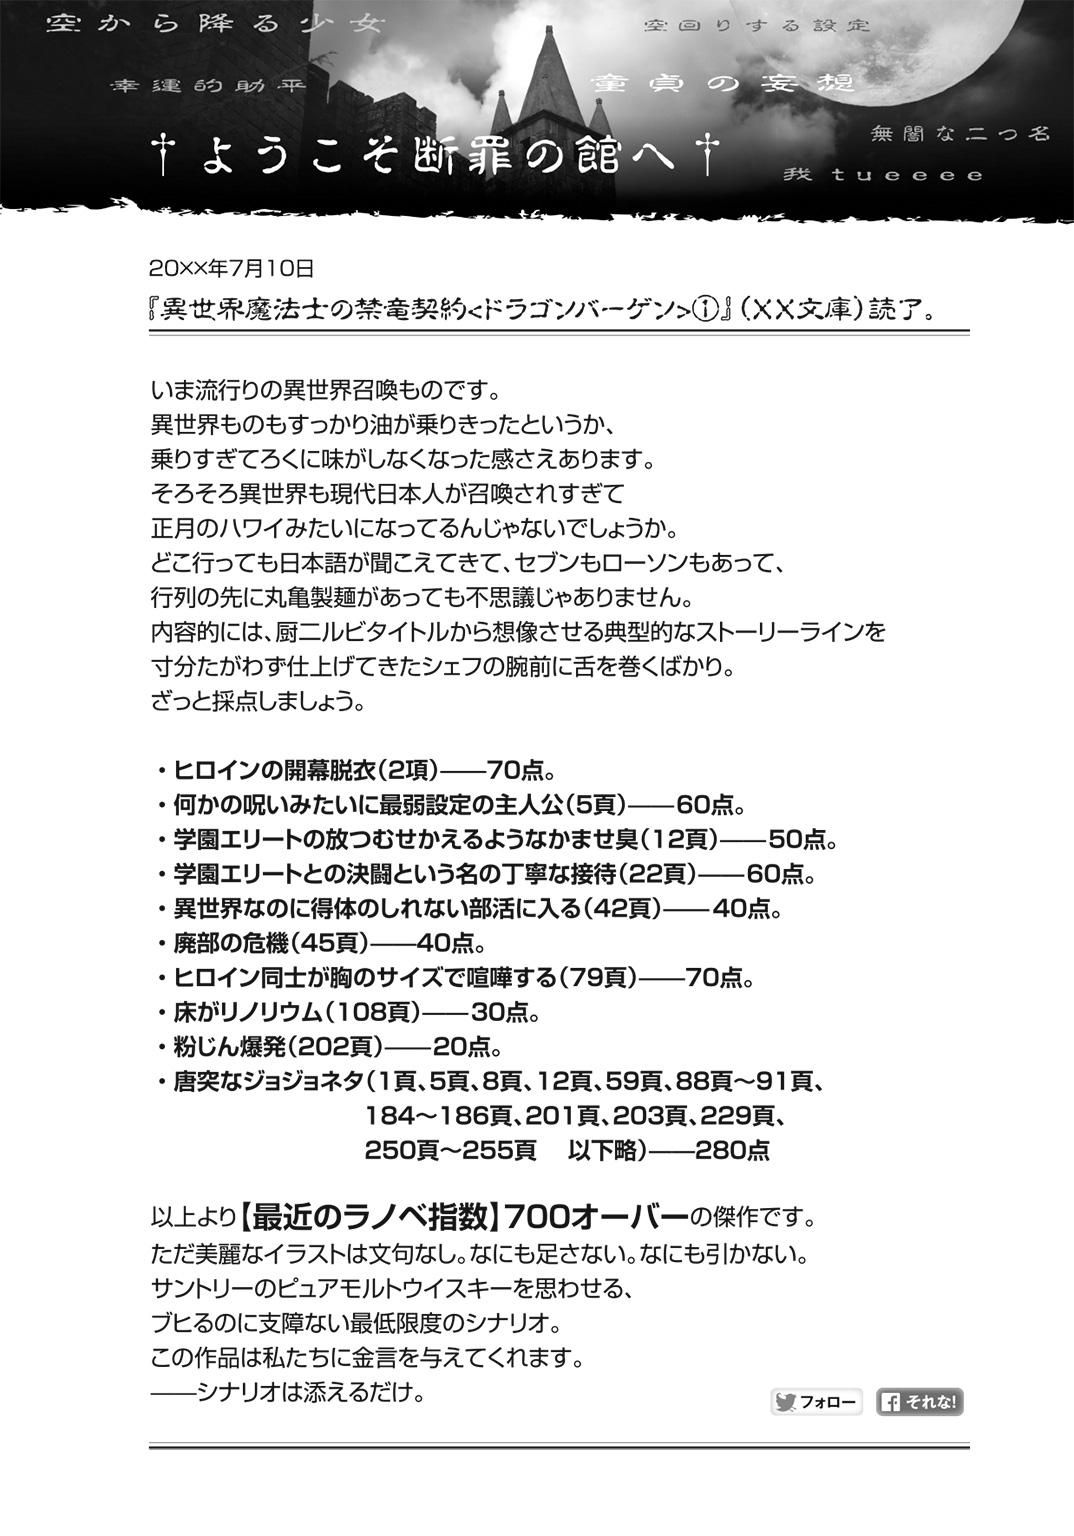 空から降る少女
空回りする設定
幸運的助平
童貞の妄想
無闇な二つ名
†ようこそ断罪の館へ†
我tueeee
20××年7月10日
『異世界魔法士の禁竜契約<ドラゴンバーゲン>①』（××文庫）読了。
いま流行りの異世界召喚ものです。
異世界ものもすっかり油が乗りきったというか、
乗りすぎてろくに味がしなくなった感さえあります。
そろそろ異世界も現代日本人が召喚されすぎて
正月のハワイみたいになってるんじゃないでしょうか。
どこ行っても日本語が聞こえてきて、セブンもローソンもあって、
行列の先に丸亀製麺があっても不思議じゃありません。
内容的には、厨二ルビタイトルから想像させる典型的なストーリーラインを
寸分たがわず仕上げてきたシェフの腕前に舌を巻くばかり。
ざっと採点しましょう。
・ヒロインの開幕脱衣（2項）――70点。
・何かの呪いみたいに最弱設定の主人公（5頁）――60点。
・学園エリートの放つむせかえるようなかませ臭（12頁）――50点。
・学園エリートとの決闘という名の丁寧な接待（22頁）――60点。
・異世界なのに得体のしれない部活に入る（42頁）――40点。
・廃部の危機（45頁）――40点。
・ヒロイン同士が胸のサイズで喧嘩する（79頁）――70点。
・床がリノリウム（108頁）――30点。
・粉じん爆発（202頁）――20点。
・唐突なジョジョネタ（1頁、5頁、8頁、12頁、59頁、88頁～91頁、
184～186頁、201頁、203頁、229頁、
250頁～255頁　以下略）――280点
以上より【最近のラノベ指数】700オーバーの傑作です。
ただ美麗なイラストは文句なし。なにも足さない。なにも引かない。
サントリーのピュアモルトウイスキーを思わせる、
ブヒるのに支障ない最低限度のシナリオ。
この作品は私たちに金言を与えてくれます。
――シナリオは添えるだけ。
フォロー
それな!